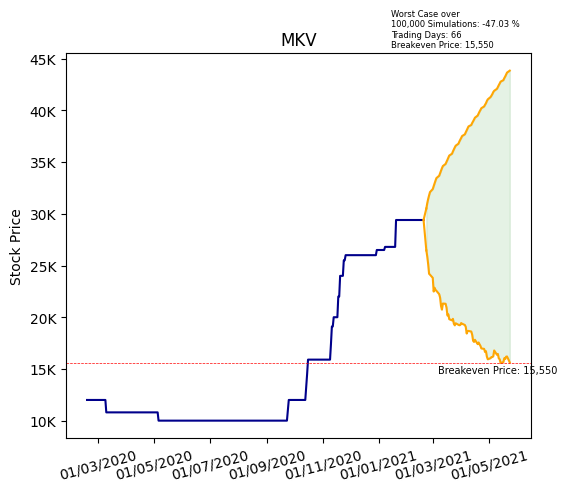 Worst Case over
100,000 Simulations: -47.03 %
Trading Days: 66
Breakeven Price: 15,550
MKV
Stock Price
45K
40K
35K
30K
25K
20K
15K
10K
Breakeven Price: 15,550
01/03/2020 01/05/2020 01/07/2020 01/09/2020 01/11/2020 01/01/2021 01/03/2021 01/05/2021